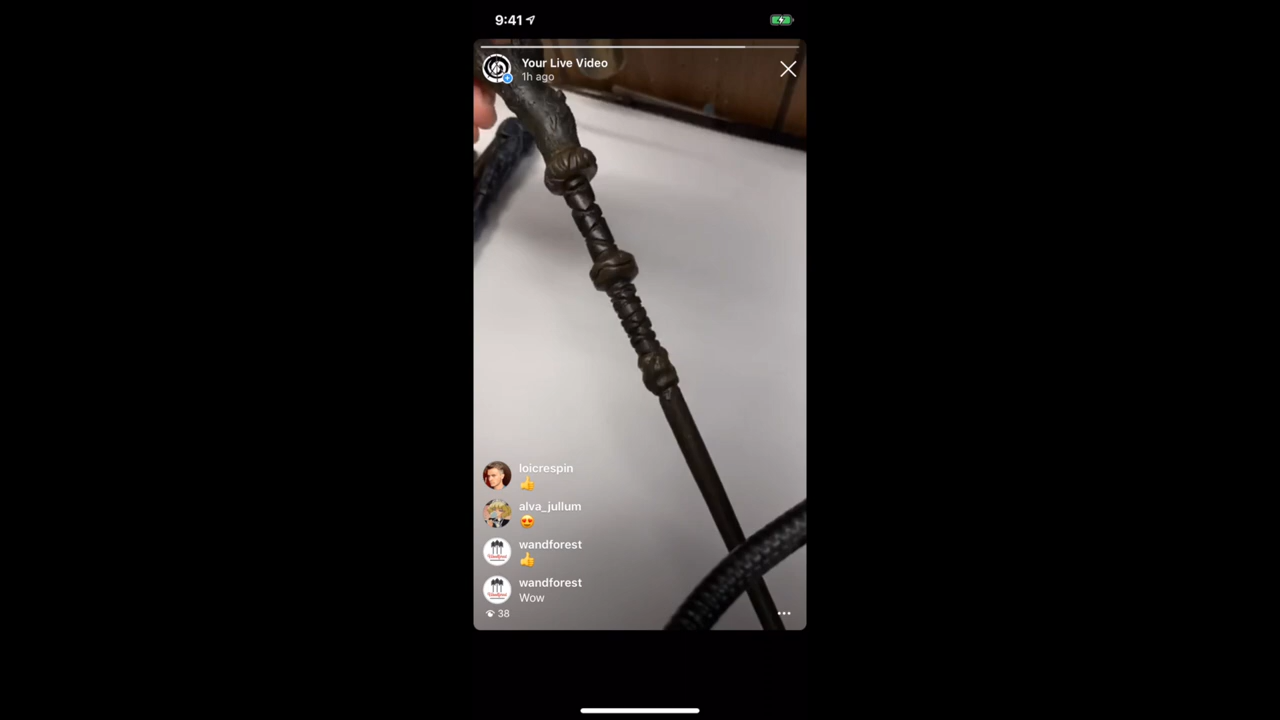 9:41
Your Live Video
1h ago
loicrespin
👍
alva_jullum
😍
wandforest
👍
wandforest
Wow
38